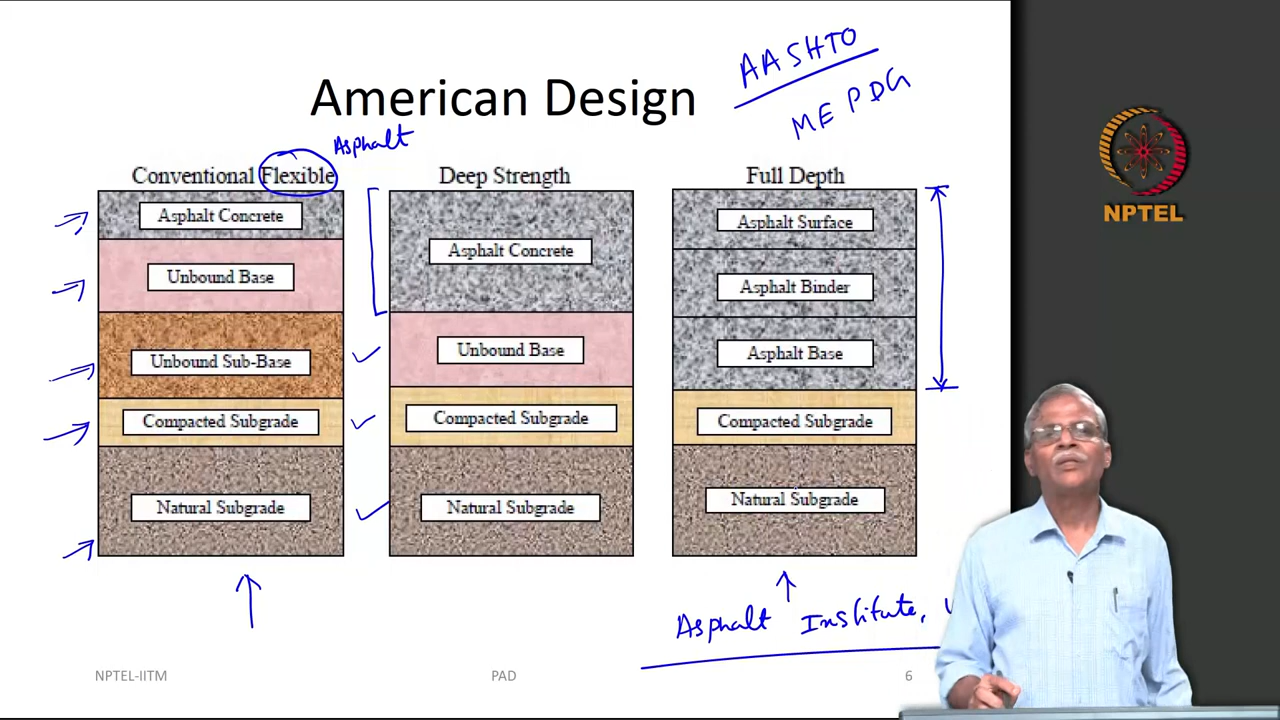 AASHTO
American Design
ME PDG
Asphalt
Conventional Flexible
Asphalt Concrete
Unbound Base
Unbound Sub-Base
Compacted Subgrade
Natural Subgrade
Deep Strength
Asphalt Concrete
Unbound Base
Compacted Subgrade
Natural Subgrade
Full Depth
Asphalt Surface
Asphalt Binder
Asphalt Base
Compacted Subgrade
Natural Subgrade
Asphalt Institute,
NPTEL
NPTEL-IITM
PAD
6